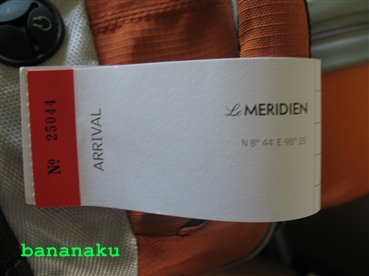 Nº 25044
ARRIVAL
Le MERIDIEN
N 8° 44' E 98° 15'
bananaku